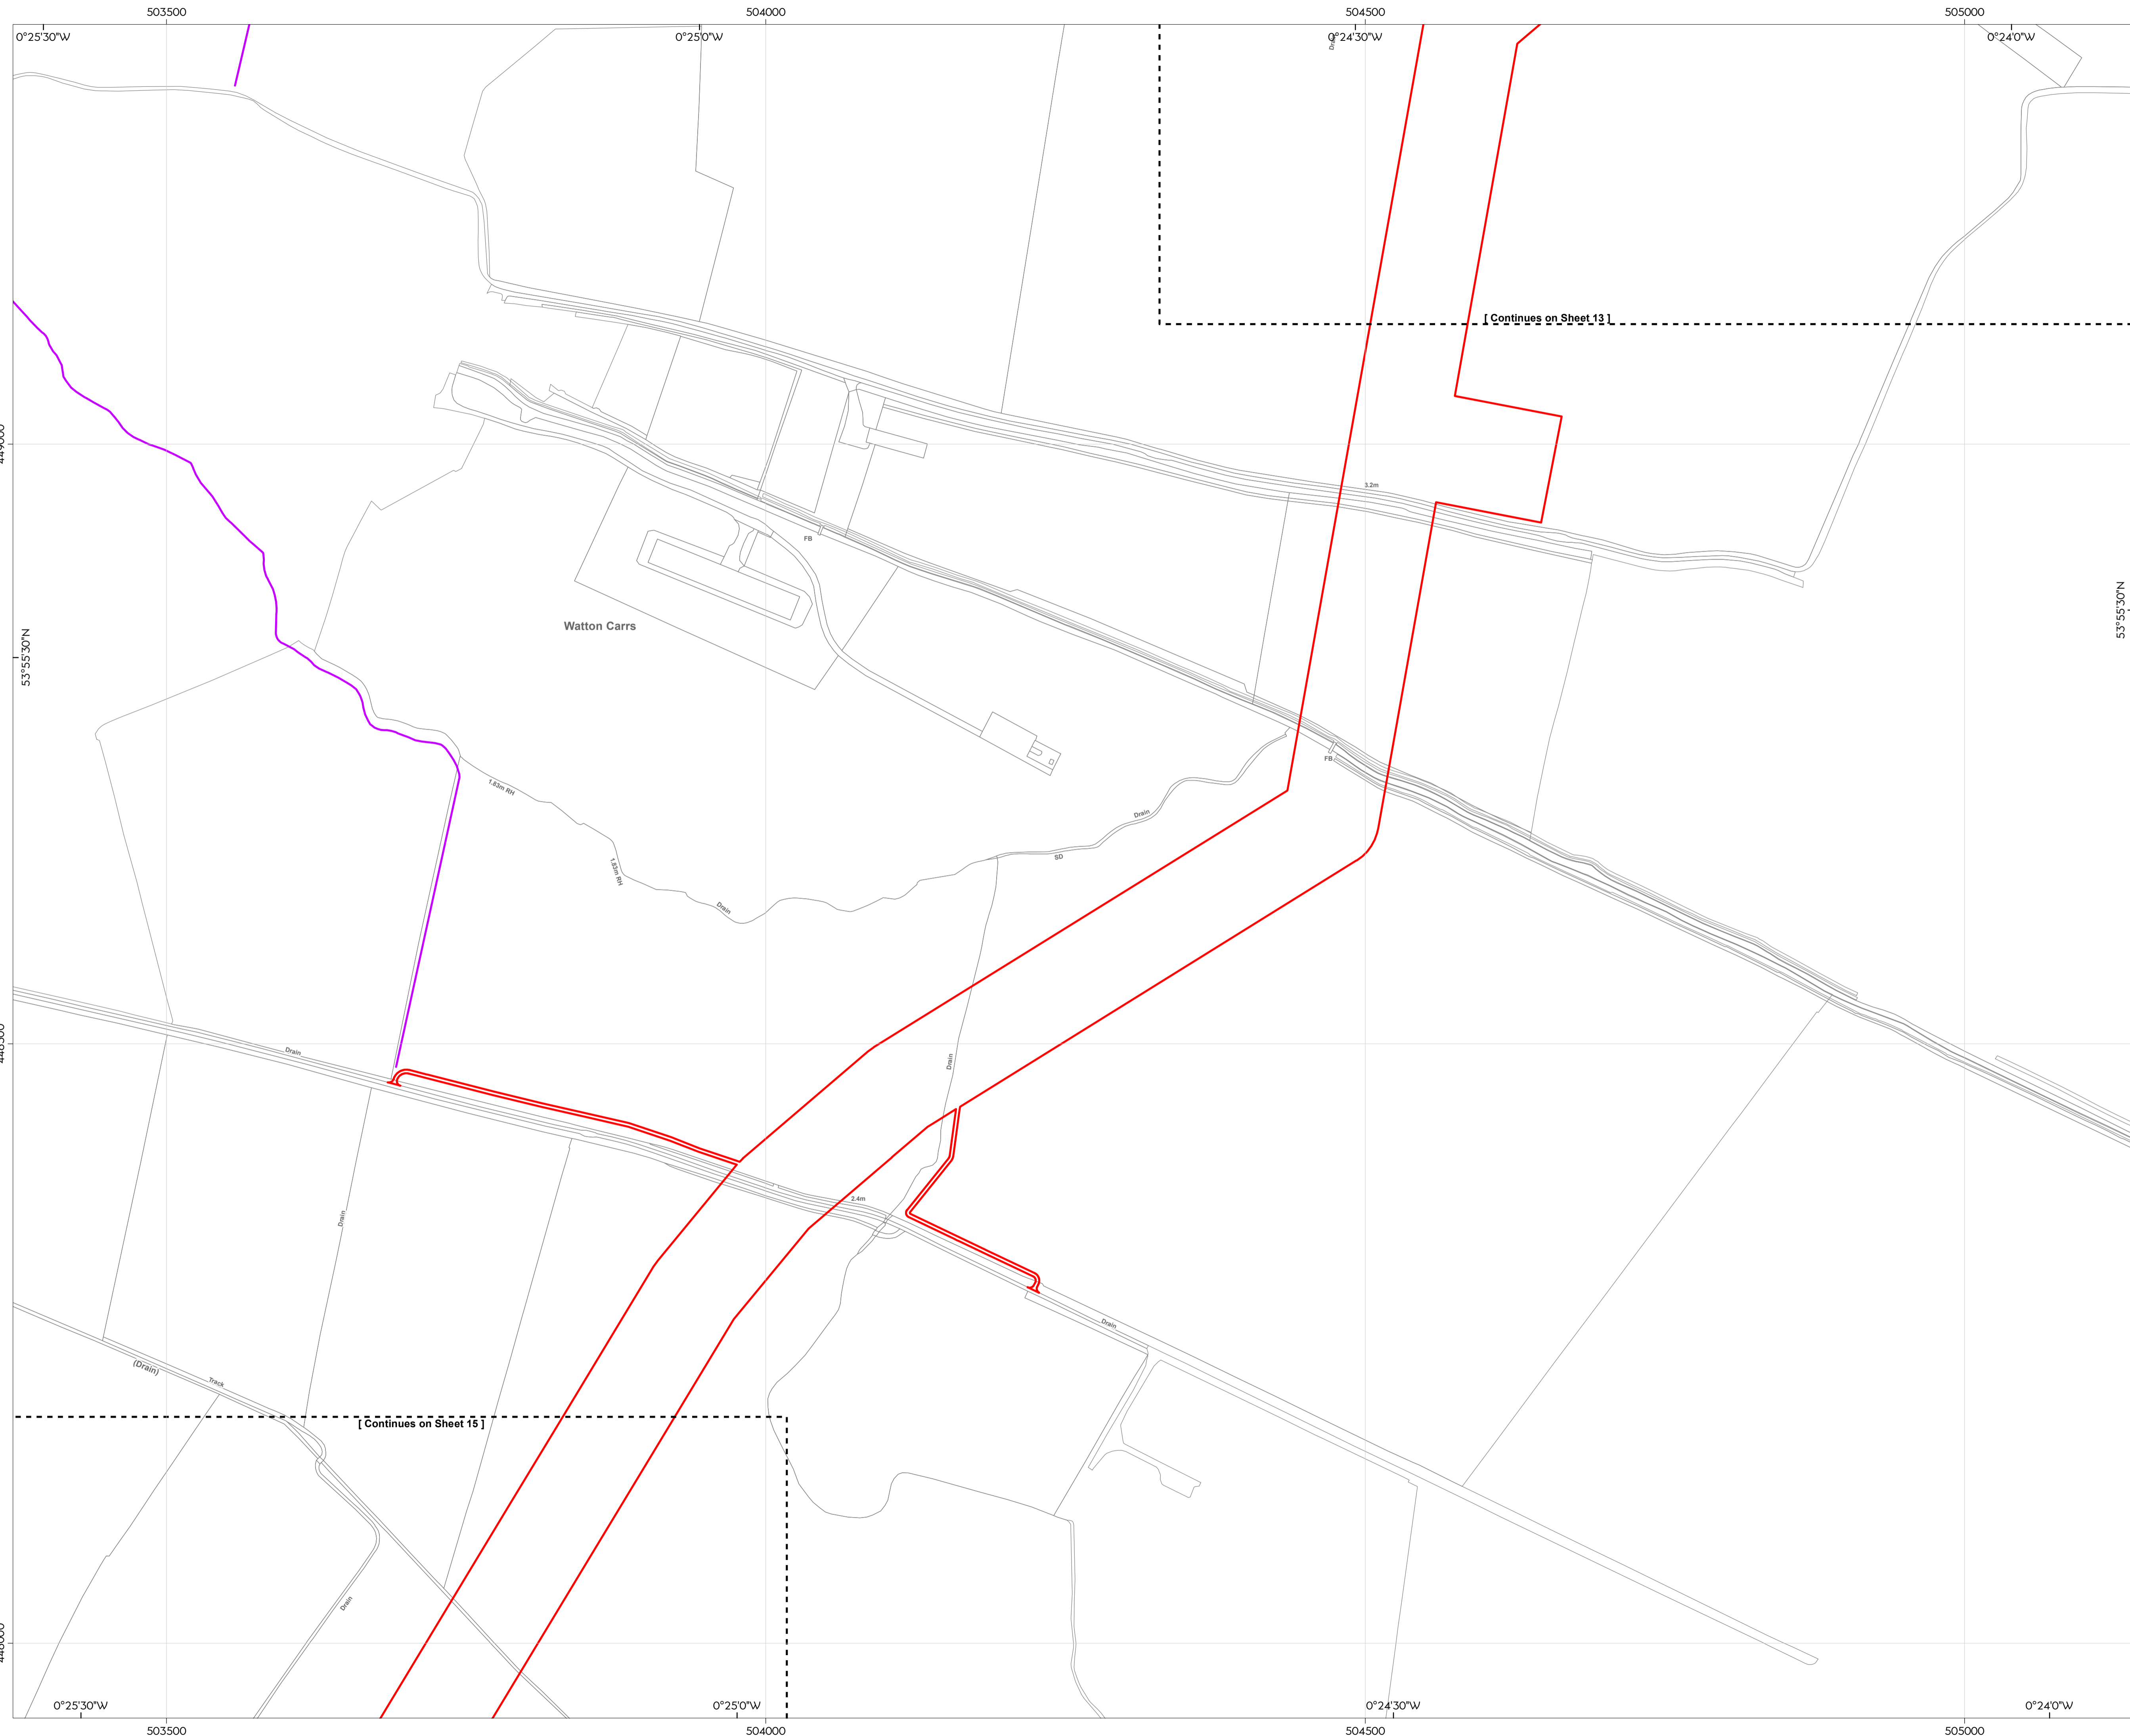 503500
504000
504500
505000
0°25'30"W
0°25'0"W
0°24'30"W
0°24'0"W
Drain
[ Continues on Sheet 13 ]
449000
3.2m
FB
Watton Carrs
53°55'30"N
53°55'30"N
FB
1.83m RH
Drain
SD
1.83m RH
Drain
448500
Drain
Drain
2.4m
Drain
Drain
(Drain)
Track
[ Continues on Sheet 15 ]
Drain
448000
0°25'30"W
0°25'0"W
0°24'30"W
0°24'0"W
503500
504000
504500
505000